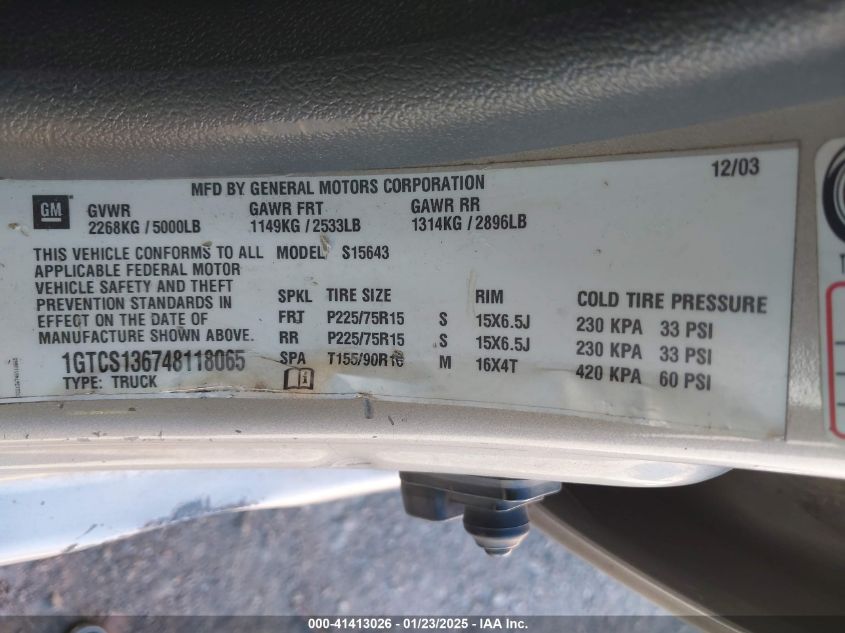 MFD BY GENERAL MOTORS CORPORATION
12/03
GM
GVWR GAWR FRT GAWR RR
2268KG / 5000LB 1149KG / 2533LB 1314KG / 2896LB
THIS VEHICLE CONFORMS TO ALL
APPLICABLE FEDERAL MOTOR
VEHICLE SAFETY AND THEFT
PREVENTION STANDARDS IN
EFFECT ON THE DATE OF
MANUFACTURE SHOWN ABOVE.
1GTCS136748118065
TYPE: TRUCK
MODEL S15643
SPKL TIRE SIZE RIM COLD TIRE PRESSURE
FRT P225/75R15 S 15X6.5J 230 KPA 33 PSI
RR P225/75R15 S 15X6.5J 230 KPA 33 PSI
SPA T155/90R16 M 16X4T 420 KPA 60 PSI
000-41413026 - 01/23/2025 - IAA Inc.